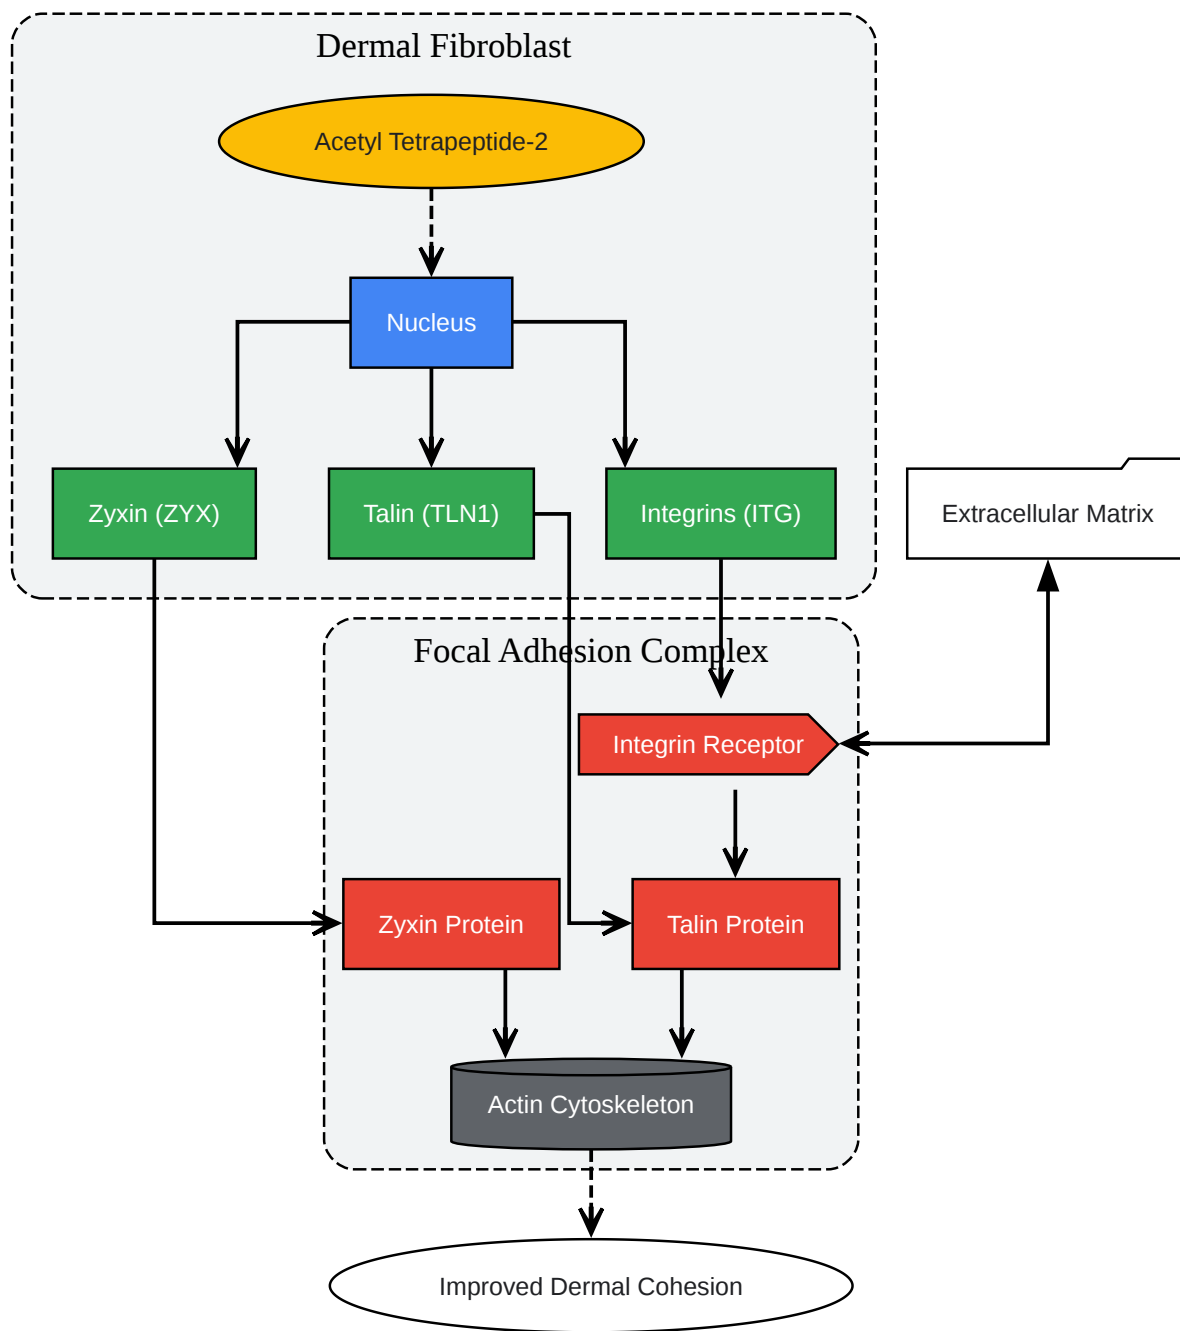 Dermal Fibroblast
Acetyl Tetrapeptide-2
Nucleus
Zyxin (ZYX)
Talin (TLN1)
Integrins (ITG)
Extracellular Matrix
Focal Adhesion Complex
Integrin Receptor
Zyxin Protein
Talin Protein
Actin Cytoskeleton
Improved Dermal Cohesion